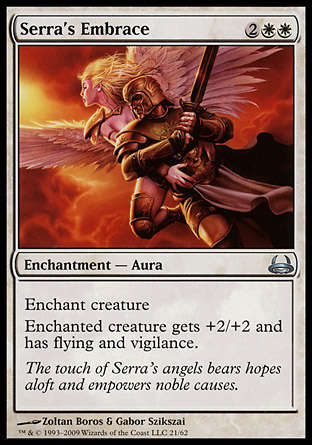 Serra's Embrace 2
Enchantment — Aura
Enchant creature
Enchanted creature gets +2/+2 and
has flying and vigilance.
The touch of Serra's angels bears hopes
aloft and empowers noble causes.
Zoltan Boros & Gabor Szikszai
™ & © 1993–2009 Wizards of the Coast LLC 21/62